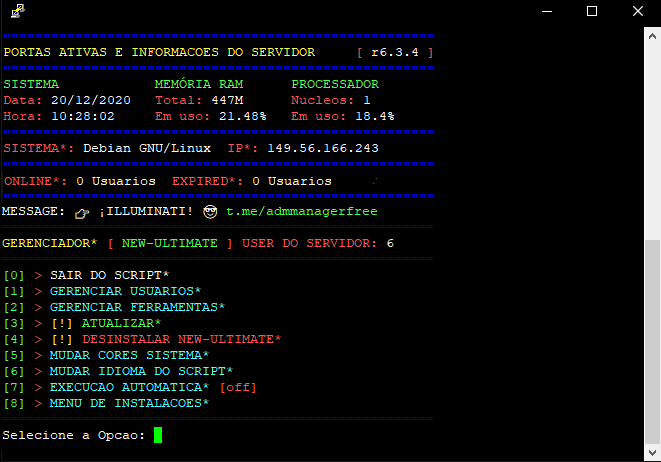 PORTAS ATIVAS E INFORMACOES DO SERVIDOR [ r6.3.4 ]
SISTEMA MEMÓRIA RAM PROCESSADOR
Data: 20/12/2020 Total: 447M Nucleos: 1
Hora: 10:28:02 Em uso: 21.48% Em uso: 18.4%
SISTEMA*: Debian GNU/Linux IP*: 149.56.166.243
ONLINE*: 0 Usuarios EXPIRED*: 0 Usuarios
MESSAGE: 👉 ¡ILLUMINATI! 😎 t.me/admmanagerfree
GERENCIADOR* [ NEW-ULTIMATE ] USER DO SERVIDOR: 6
[0] > SAIR DO SCRIPT*
[1] > GERENCIAR USUARIOS*
[2] > GERENCIAR FERRAMENTAS*
[3] > [!] ATUALIZAR*
[4] > [!] DESINSTALAR NEW-ULTIMATE*
[5] > MUDAR CORES SISTEMA*
[6] > MUDAR IDIOMA DO SCRIPT*
[7] > EXECUCAO AUTOMATICA* [off]
[8] > MENU DE INSTALACOES*
Selecione a Opcao: